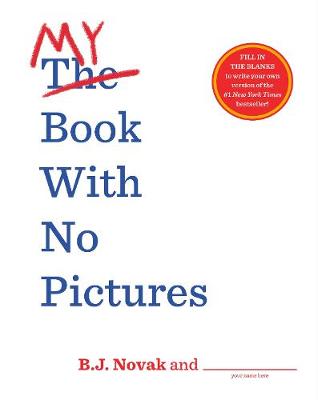 MY
The
Book
With
No
Pictures
FILL IN
THE BLANKS
to write your own
version of the
#1 New York Times
bestseller!
B.J. Novak and ____________
your name here